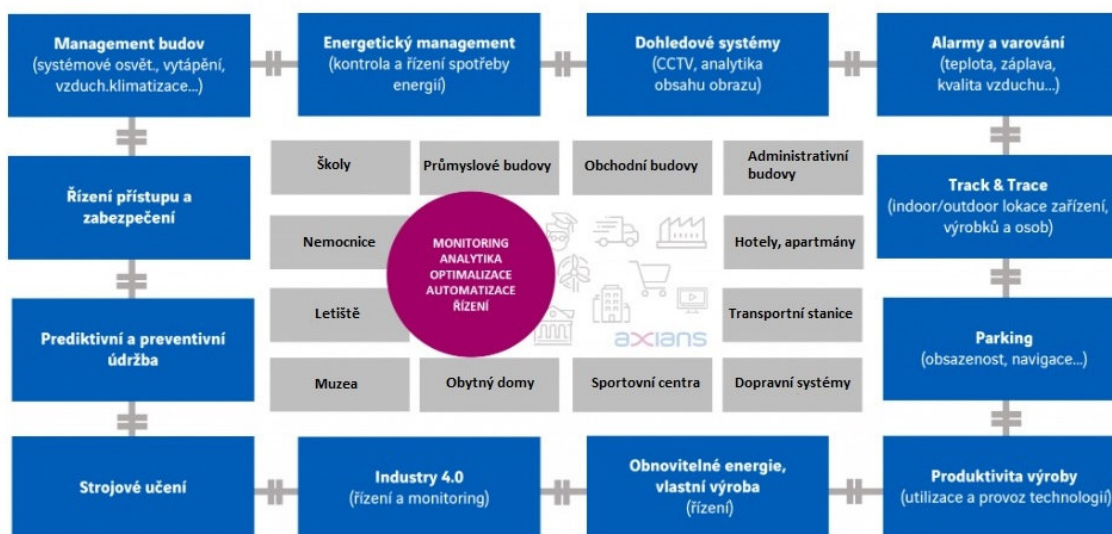 Management budov
(systémové osvět., vytápění,
vzduch.klimatizace...)
Energetický management
(kontrola a řízení spotřeby
energií)
Dohledové systémy
(CCTV, analytika
obsahu obrazu)
Alarmy a varování
(teplota, záplava,
kvalita vzduchu...)
Školy
Průmyslové budovy
Obchodní budovy
Administrativní
budovy
Řízení přístupu a
zabezpečení
Track & Trace
(indoor/outdoor lokace zařízení,
výrobků a osob)
Nemocnice
MONITORING
ANALYTIKA
OPTIMALIZACE
AUTOMATIZACE
ŘÍZENÍ
Hotely, apartmány
Letiště
Transportní stanice
axians
Prediktivní a preventivní
údržba
Parking
(obsazenost, navigace...)
Muzea
Obytný domy
Sportovní centra
Dopravní systémy
Strojové učení
Industry 4.0
(řízení a monitoring)
Obnovitelné energie,
vlastní výroba
(řízení)
Produktivita výroby
(utilizace a provoz technologií)